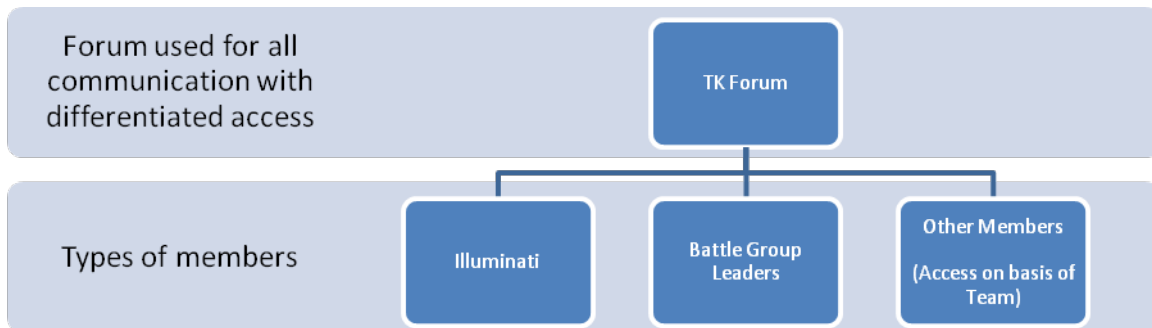 Forum used for all
communication with
differentiated access
TK Forum
Types of members
Illuminati
Battle Group
Leaders
Other Members
(Access on basis of
Team)